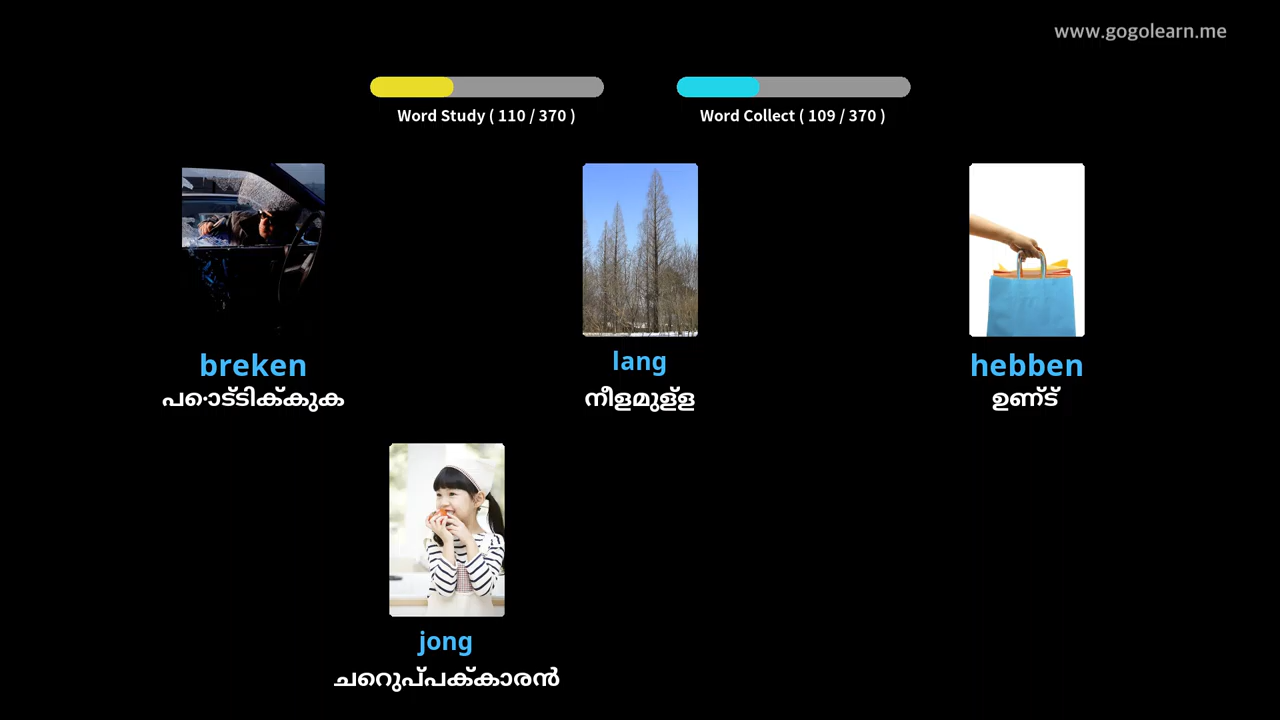 www.gogolearn.me
Word Study ( 110 / 370 )
Word Collect ( 109 / 370 )
breken
lang
hebben
പൊട്ടിക്കുക
നീളമുള്ള
ഉണ്ട്
jong
ചെറുപ്പക്കാരൻ